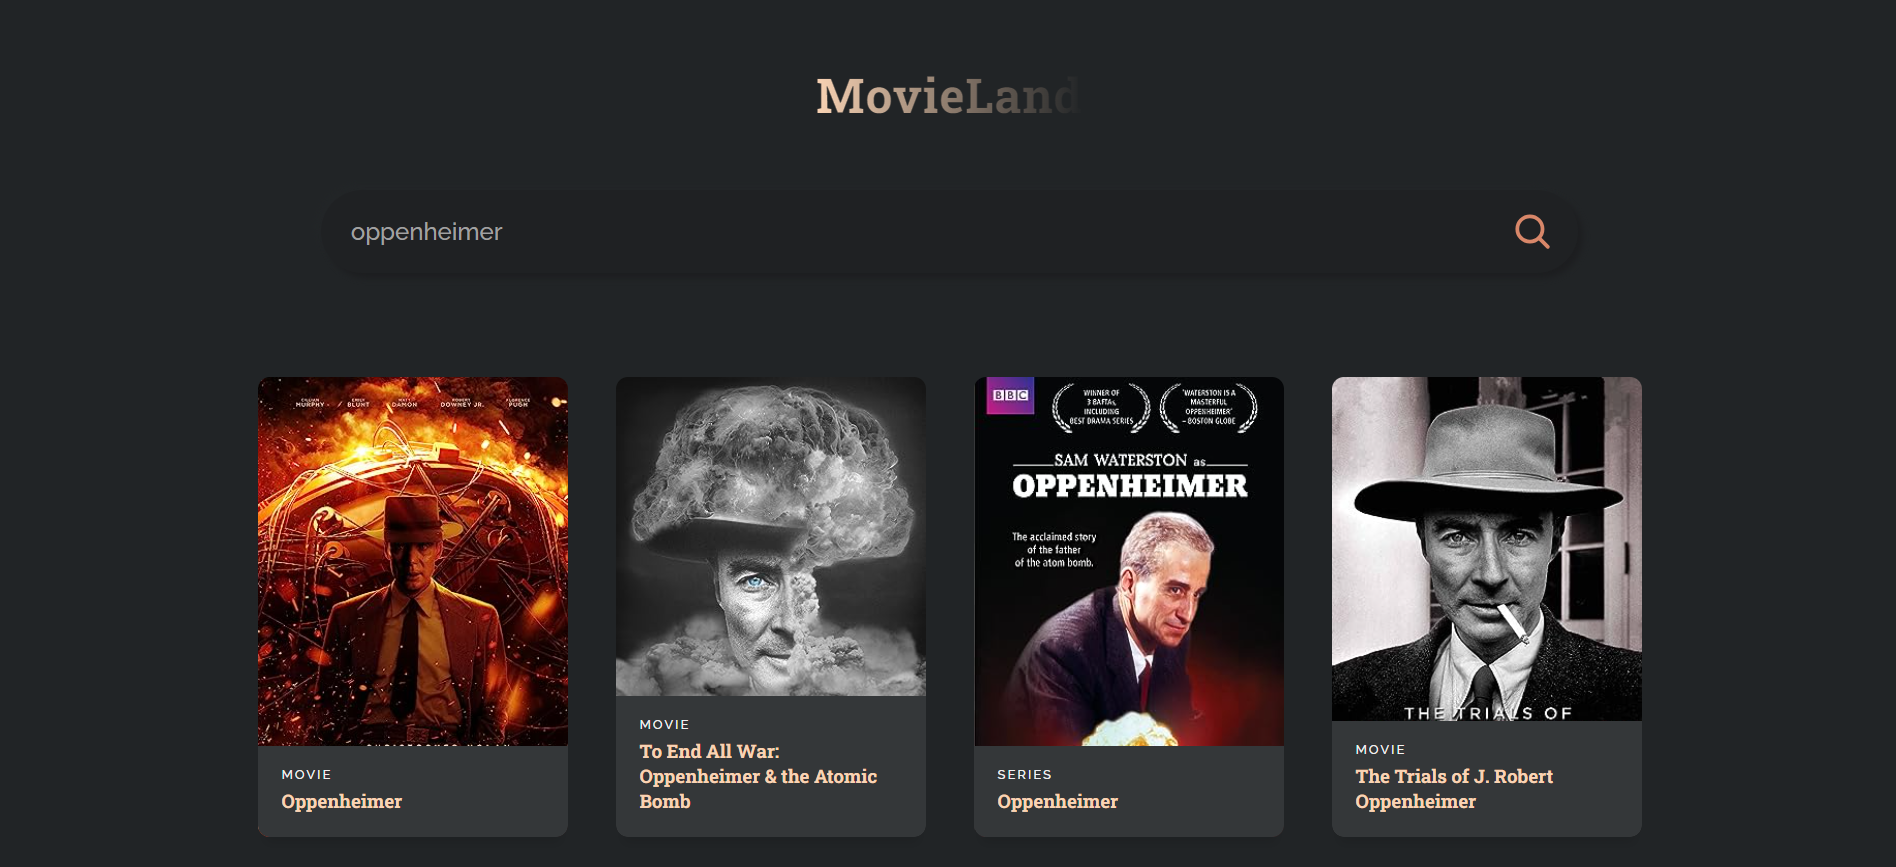 MovieLand
oppenheimer
CILLIAN MURPHY
EMILY BLUNT
MATT DAMON
ROBERT DOWNEY JR.
FLORENCE PUGH
MOVIE
Oppenheimer
MOVIE
To End All War:
Oppenheimer & the Atomic
Bomb
BBC
WINNER OF
3 BAFTAs,
INCLUDING
BEST DRAMA SERIES
'WATERSTON IS A
MASTERFUL
OPPENHEIMER'
– BOSTON GLOBE
SAM WATERSTON as
OPPENHEIMER
The acclaimed story
of the father
of the atom bomb.
SERIES
Oppenheimer
THE TRIALS OF
MOVIE
The Trials of J. Robert
Oppenheimer